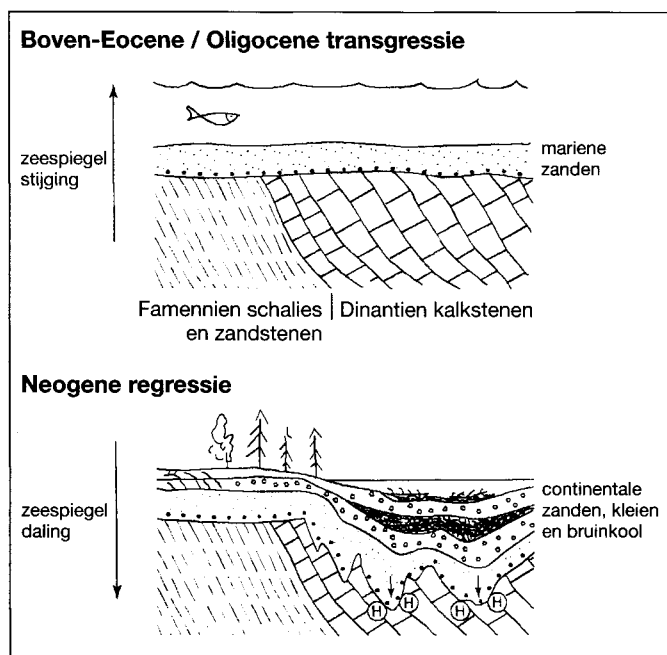 Boven-Eocene / Oligocene transgressie
zeespiegel
stijging
mariene
zanden
Famennien schalies
en zandstenen
Dinantien kalkstenen
Neogene regressie
zeespiegel
daling
continentale
zanden, kleien
en bruinkool
H H H H